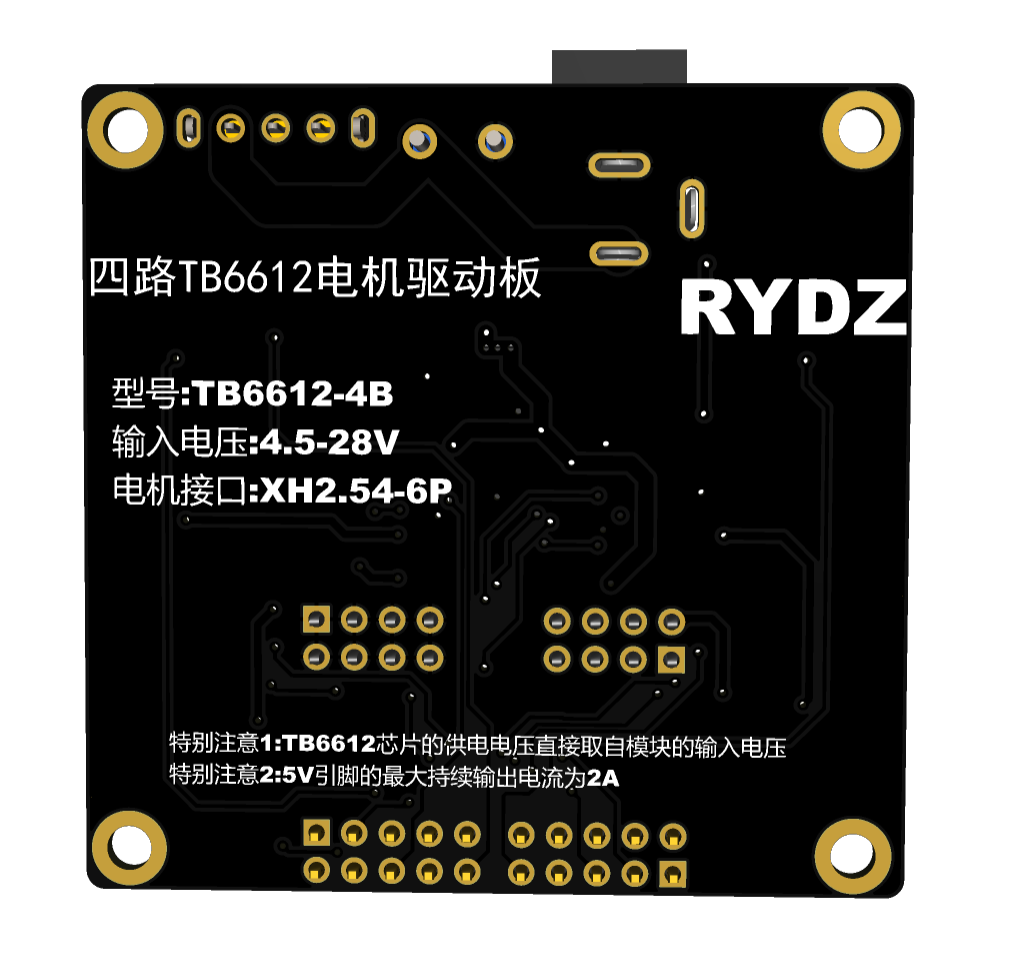 四路TB6612电机驱动板
RYDZ
型号:TB6612-4B
输入电压:4.5-28V
电机接口:XH2.54-6P
特别注意1:TB6612芯片的供电电压直接取自模块的输入电压
特别注意2:5V引脚的最大持续输出电流为2A